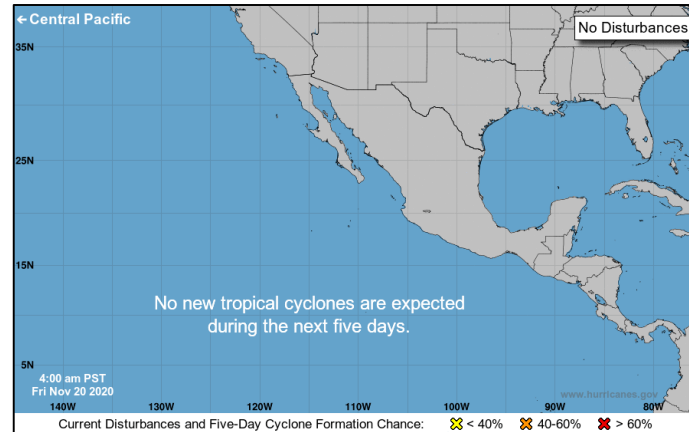 ← Central Pacific
No Disturbances
35N
25N
15N
No new tropical cyclones are expected
during the next five days.
5N
4:00 am PST
Fri Nov 20 2020
www.hurricanes.gov
140W 130W 120W 110W 100W 90W 80W
Current Disturbances and Five-Day Cyclone Formation Chance: < 40% 40-60% > 60%